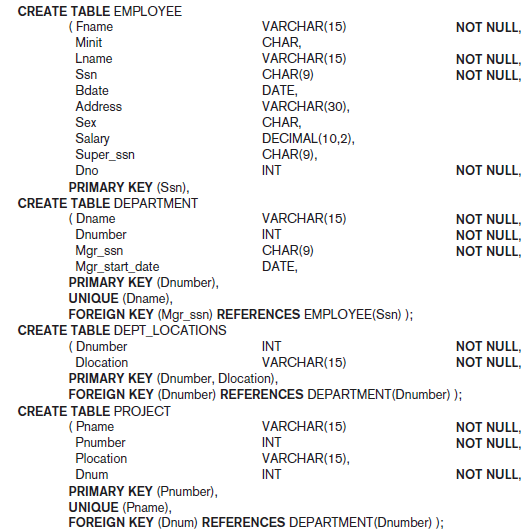 CREATE TABLE EMPLOYEE
( Fname VARCHAR(15) NOT NULL,
Minit CHAR,
Lname VARCHAR(15) NOT NULL,
Ssn CHAR(9) NOT NULL,
Bdate DATE,
Address VARCHAR(30),
Sex CHAR,
Salary DECIMAL(10,2),
Super_ssn CHAR(9),
Dno INT NOT NULL,
PRIMARY KEY (Ssn),
CREATE TABLE DEPARTMENT
( Dname VARCHAR(15) NOT NULL,
Dnumber INT NOT NULL,
Mgr_ssn CHAR(9) NOT NULL,
Mgr_start_date DATE,
PRIMARY KEY (Dnumber),
UNIQUE (Dname),
FOREIGN KEY (Mgr_ssn) REFERENCES EMPLOYEE(Ssn) );
CREATE TABLE DEPT_LOCATIONS
( Dnumber INT NOT NULL,
Dlocation VARCHAR(15) NOT NULL,
PRIMARY KEY (Dnumber, Dlocation),
FOREIGN KEY (Dnumber) REFERENCES DEPARTMENT(Dnumber) );
CREATE TABLE PROJECT
( Pname VARCHAR(15) NOT NULL,
Pnumber INT NOT NULL,
Plocation VARCHAR(15),
Dnum INT NOT NULL,
PRIMARY KEY (Pnumber),
UNIQUE (Pname),
FOREIGN KEY (Dnum) REFERENCES DEPARTMENT(Dnumber) );